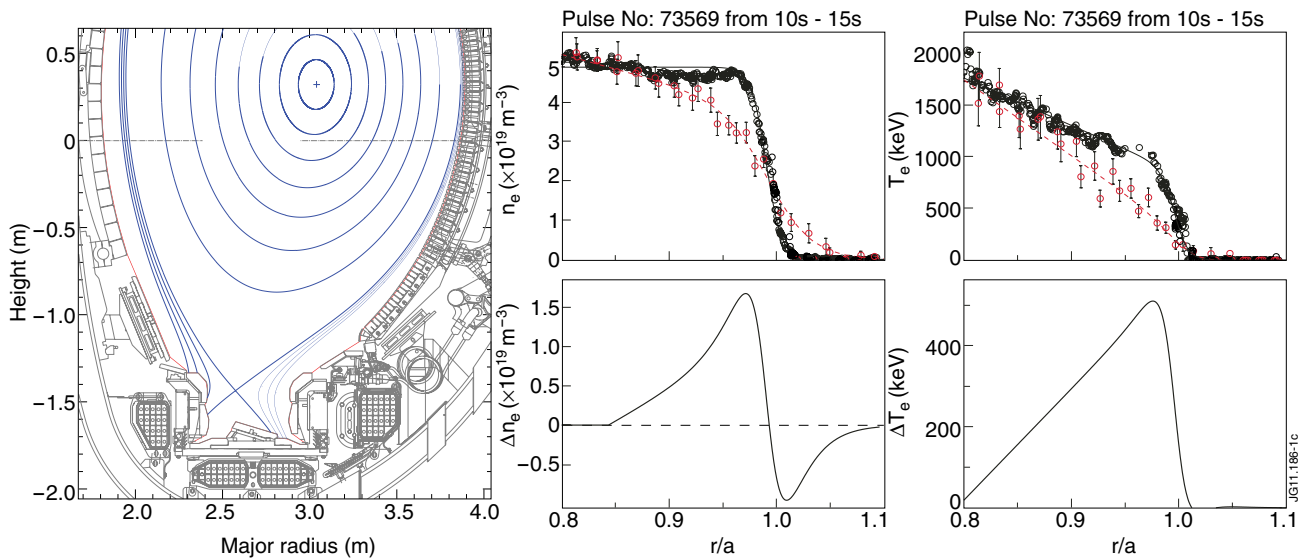 0.5
0
−0.5
−1.0
−1.5
−2.0
Height (m)
2.0 2.5 3.0 3.5 4.0
Major radius (m)
Pulse No: 73569 from 10s - 15s
5
4
3
2
1
0
n_e (×10^19 m^−3)
1.5
1.0
0.5
0
−0.5
Δn_e (×10^19 m^−3)
0.8 0.9 1.0 1.1
r/a
Pulse No: 73569 from 10s - 15s
2000
1500
1000
500
0
T_e (keV)
400
200
0
ΔT_e (keV)
0.8 0.9 1.0 1.1
r/a
JG11.186-1c